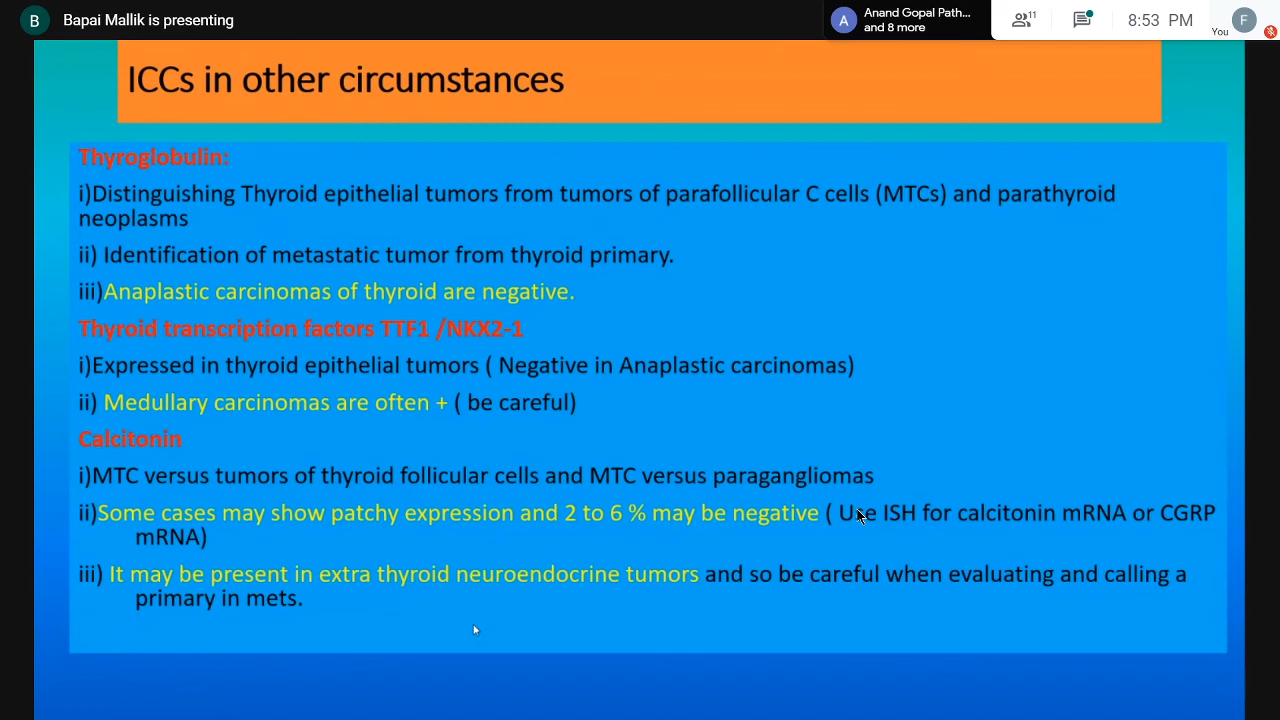 B Bapai Mallik is presenting
A Anand Gopal Path...
and 8 more
11
8:53 PM
You F
ICCs in other circumstances
Thyroglobulin:
i)Distinguishing Thyroid epithelial tumors from tumors of parafollicular C cells (MTCs) and parathyroid
neoplasms
ii) Identification of metastatic tumor from thyroid primary.
iii)Anaplastic carcinomas of thyroid are negative.
Thyroid transcription factors TTF1 /NKX2-1
i)Expressed in thyroid epithelial tumors ( Negative in Anaplastic carcinomas)
ii) Medullary carcinomas are often + ( be careful)
Calcitonin
i)MTC versus tumors of thyroid follicular cells and MTC versus paragangliomas
ii)Some cases may show patchy expression and 2 to 6 % may be negative ( Use ISH for calcitonin mRNA or CGRP
mRNA)
iii) It may be present in extra thyroid neuroendocrine tumors and so be careful when evaluating and calling a
primary in mets.